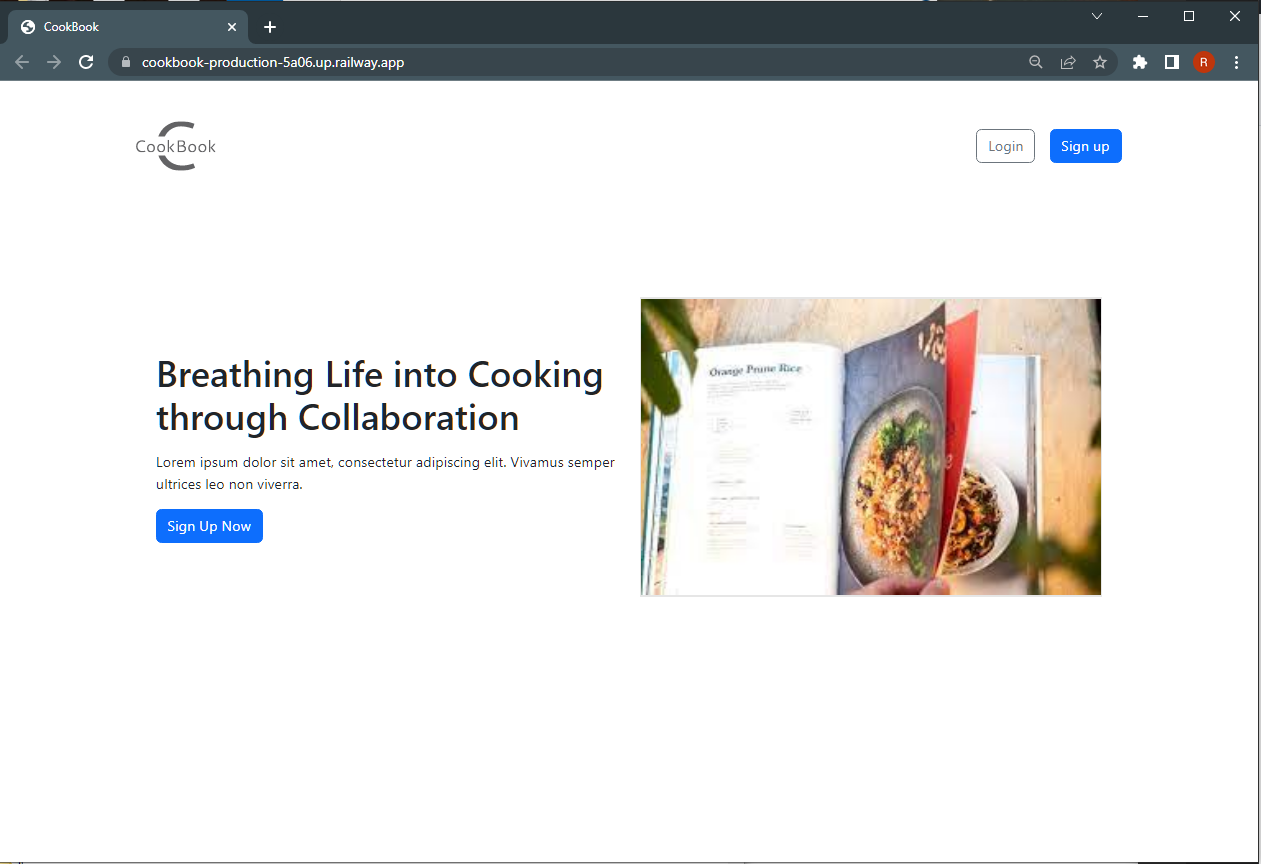 CookBook
cookbook-production-5a06.up.railway.app
R
CookBook
Login
Sign up
Breathing Life into Cooking
through Collaboration
Lorem ipsum dolor sit amet, consectetur adipiscing elit. Vivamus semper
ultrices leo non viverra.
Sign Up Now
Orange Prune Rice